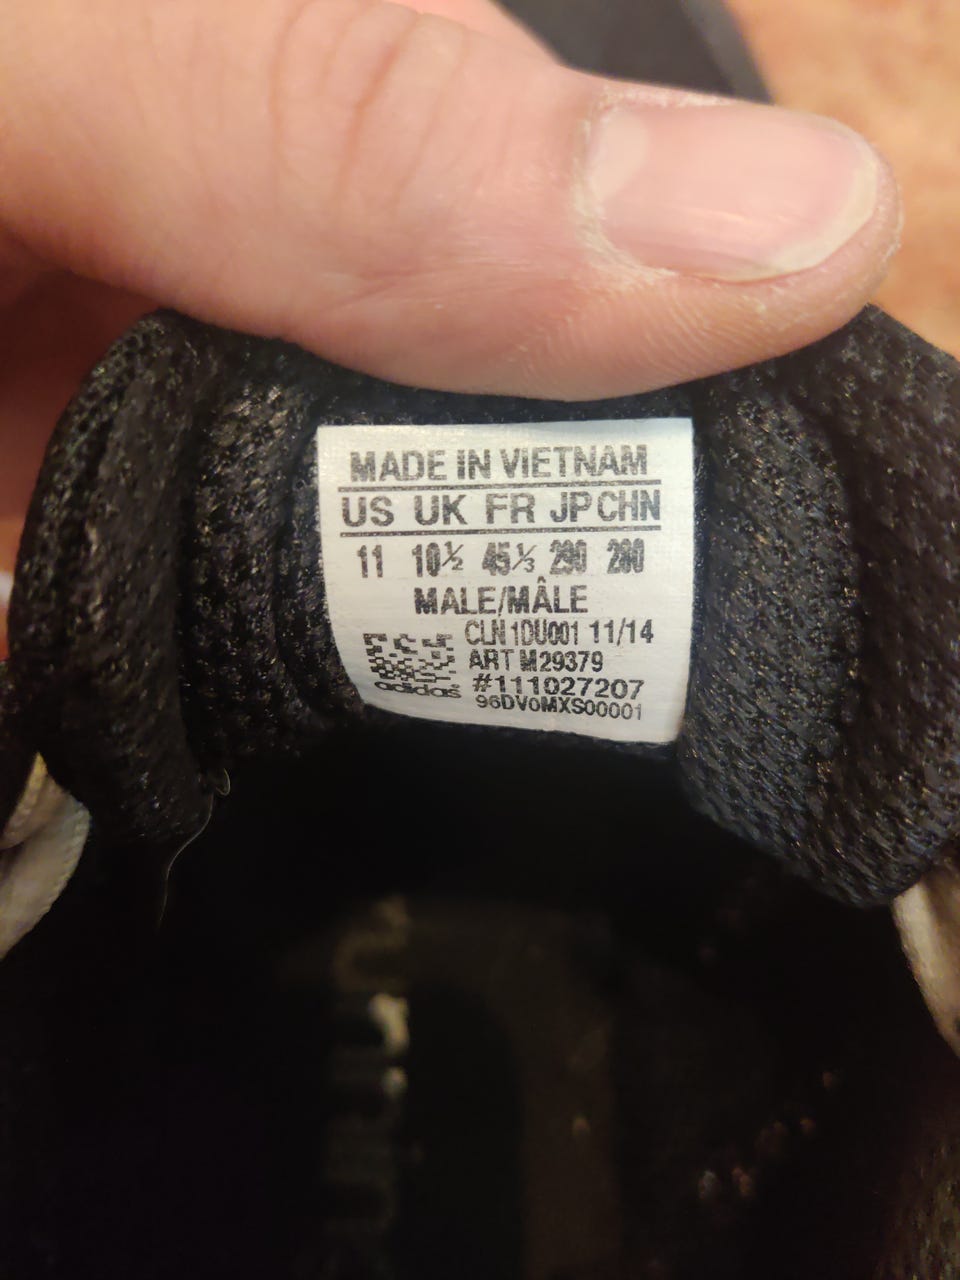 MADE IN VIETNAM
US UK FR JP CHN
11 10½ 45⅓ 290 280
MALE/MÂLE
CLN 1DU001 11/14
ART M29379
#111027207
96DV0MXS00001
adidas